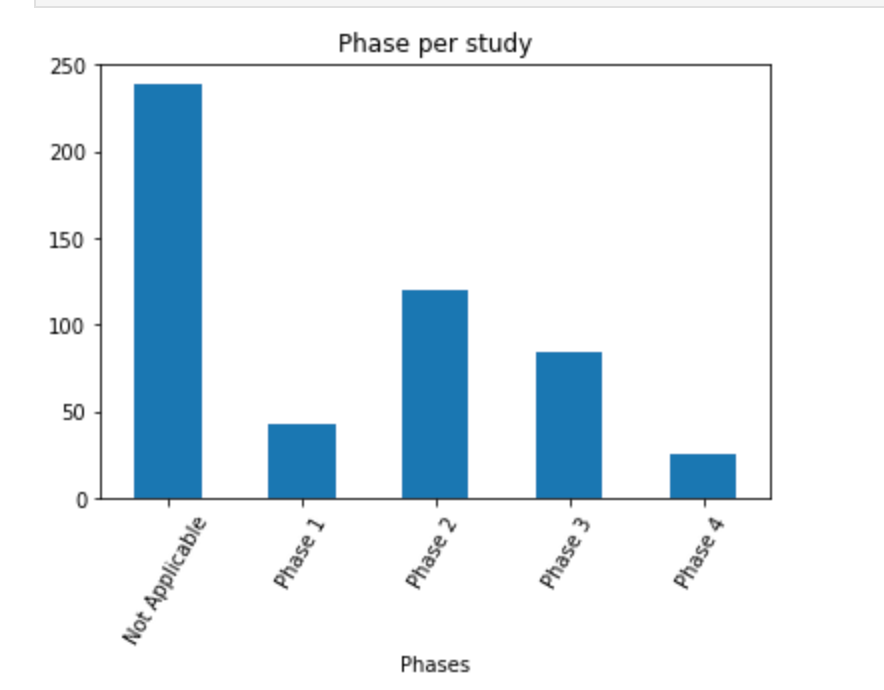 Phase per study
250
200
150
100
50
0
Not Applicable
Phase 1
Phase 2
Phase 3
Phase 4
Phases